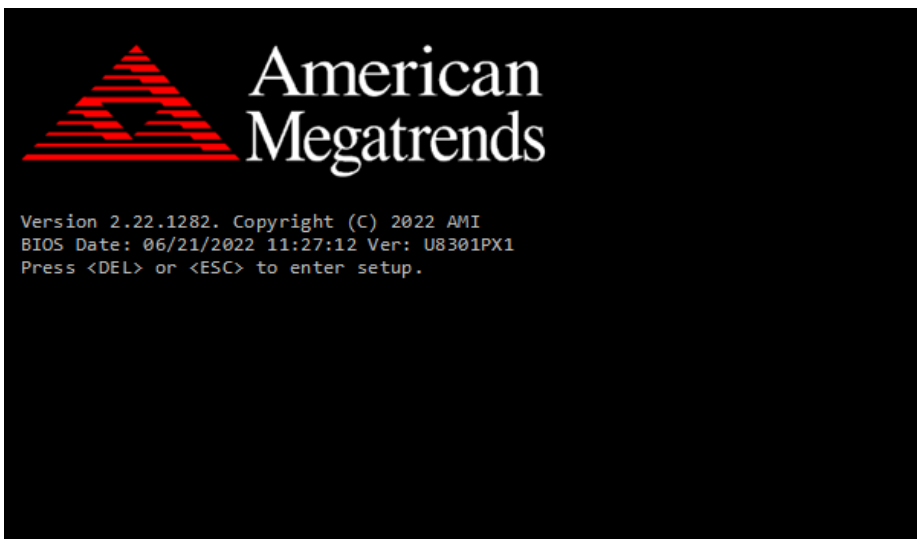 American
Megatrends
Version 2.22.1282. Copyright (C) 2022 AMI
BIOS Date: 06/21/2022 11:27:12 Ver: U8301PX1
Press <DEL> or <ESC> to enter setup.